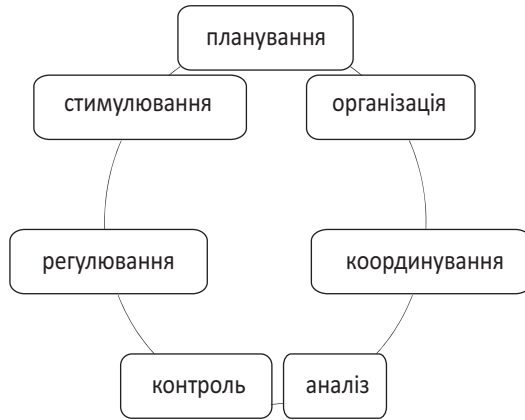 планування
стимулювання
організація
регулювання
координування
контроль
аналіз